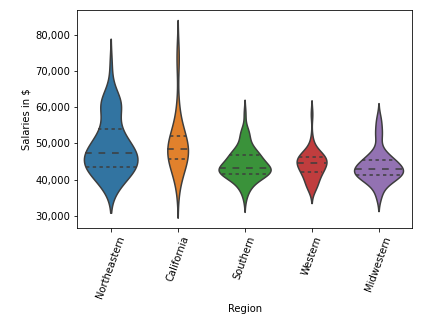 80,000
70,000
60,000
50,000
40,000
30,000
Salaries in $
Northeastern
California
Southern
Western
Midwestern
Region